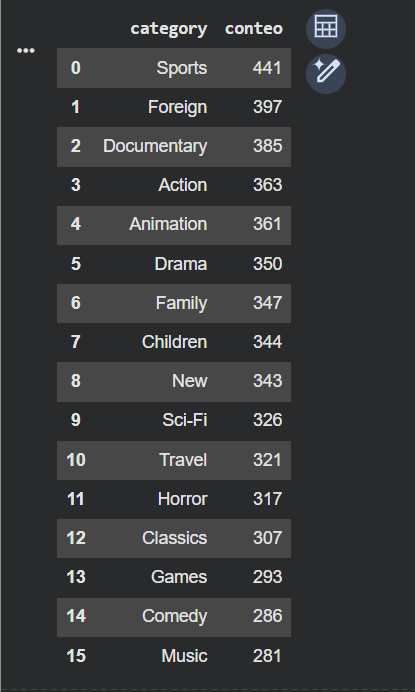 category conteo
0 Sports 441
1 Foreign 397
2 Documentary 385
3 Action 363
4 Animation 361
5 Drama 350
6 Family 347
7 Children 344
8 New 343
9 Sci-Fi 326
10 Travel 321
11 Horror 317
12 Classics 307
13 Games 293
14 Comedy 286
15 Music 281